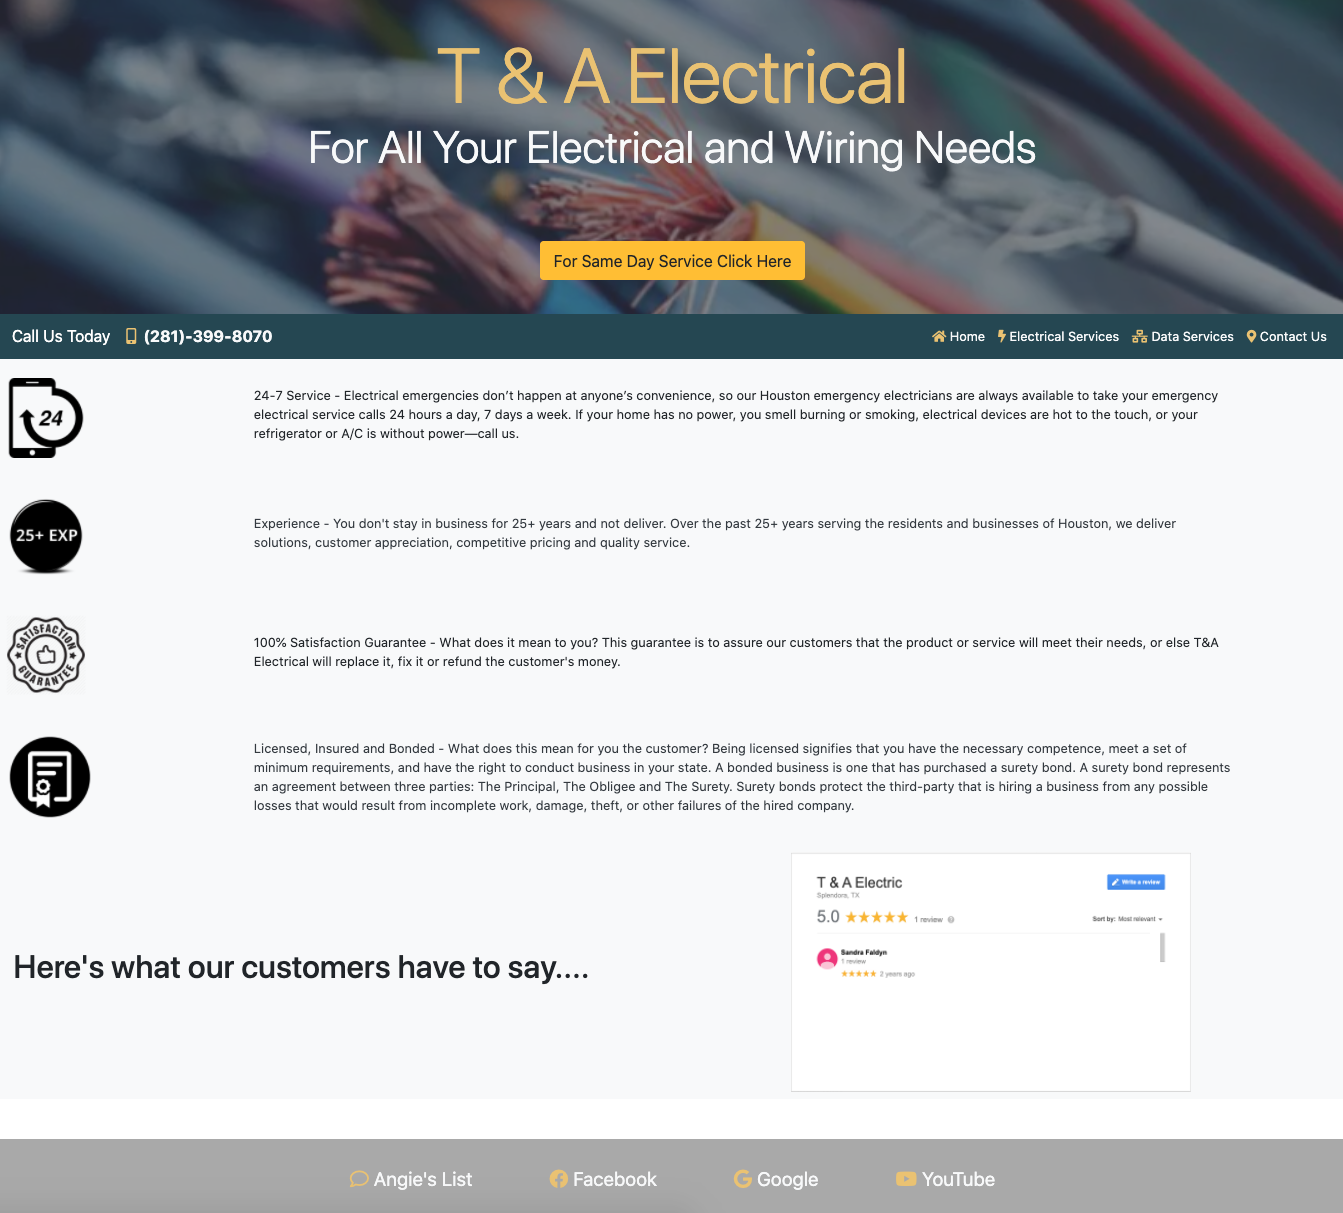 T & A Electrical
For All Your Electrical and Wiring Needs
For Same Day Service Click Here
Call Us Today (281)-399-8070
Home Electrical Services Data Services Contact Us
24
24-7 Service - Electrical emergencies don’t happen at anyone’s convenience, so our Houston emergency electricians are always available to take your emergency
electrical service calls 24 hours a day, 7 days a week. If your home has no power, you smell burning or smoking, electrical devices are hot to the touch, or your
refrigerator or A/C is without power—call us.
25+ EXP
Experience - You don't stay in business for 25+ years and not deliver. Over the past 25+ years serving the residents and businesses of Houston, we deliver
solutions, customer appreciation, competitive pricing and quality service.
SATISFACTION
GUARANTEE
100% Satisfaction Guarantee - What does it mean to you? This guarantee is to assure our customers that the product or service will meet their needs, or else T&A
Electrical will replace it, fix it or refund the customer's money.
Licensed, Insured and Bonded - What does this mean for you the customer? Being licensed signifies that you have the necessary competence, meet a set of
minimum requirements, and have the right to conduct business in your state. A bonded business is one that has purchased a surety bond. A surety bond represents
an agreement between three parties: The Principal, The Obligee and The Surety. Surety bonds protect the third-party that is hiring a business from any possible
losses that would result from incomplete work, damage, theft, or other failures of the hired company.
Here's what our customers have to say....
T & A Electric
Write a review
Splendora, TX
5.0 1 review
Sort by: Most relevant
Sandra Faldyn
1 review
2 years ago
Angie's List Facebook Google YouTube